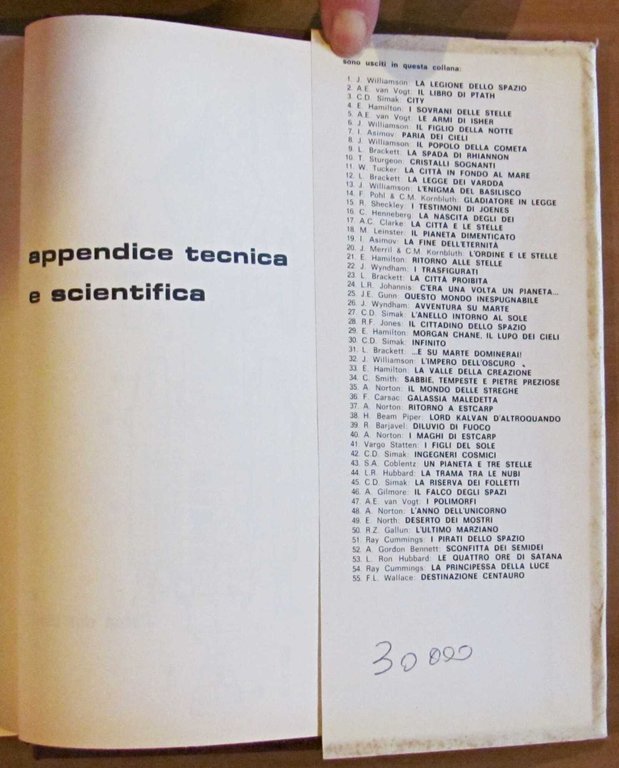 appendice tecnica
e scientifica
sono usciti in questa collana:
1. J. Williamson: LA LEGIONE DELLO SPAZIO
2. A.E. van Vogt: IL LIBRO DI PTATH
3. C.D. Simak: CITY
4. E. Hamilton: I SOVRANI DELLE STELLE
5. A.E. van Vogt: LE ARMI DI ISHER
6. J. Williamson: IL FIGLIO DELLA NOTTE
7. I. Asimov: PARIA DEI CIELI
8. J. Williamson: IL POPOLO DELLA COMETA
9. L. Brackett: LA SPADA DI RHIANNON
10. T. Sturgeon: CRISTALLI SOGNANTI
11. W. Tucker: LA CITTÀ IN FONDO AL MARE
12. L. Brackett: LA LEGGE DEI VARDDA
13. J. Williamson: L'ENIGMA DEL BASILISCO
14. F. Pohl & C.M. Kornbluth: GLADIATORE IN LEGGE
15. R. Sheckley: I TESTIMONI DI JOENES
16. C. Henneberg: LA NASCITA DEGLI DEI
17. A.C. Clarke: LA CITTÀ E LE STELLE
18. M. Leinster: IL PIANETA DIMENTICATO
19. I. Asimov: LA FINE DELL'ETERNITÀ
20. J. Merril & C.M. Kornbluth: L'ORDINE E LE STELLE
21. E. Hamilton: RITORNO ALLE STELLE
22. J. Wyndham: I TRASFIGURATI
23. L. Brackett: LA CITTÀ PROIBITA
24. L.R. Johannis: C'ERA UNA VOLTA UN PIANETA...
25. J.E. Gunn: QUESTO MONDO INESPUGNABILE
26. J. Wyndham: AVVENTURA SU MARTE
27. C.D. Simak: L'ANELLO INTORNO AL SOLE
28. R.F. Jones: IL CITTADINO DELLO SPAZIO
29. E. Hamilton: MORGAN CHANE, IL LUPO DEI CIELI
30. C.D. Simak: INFINITO
31. L. Brackett: ...E SU MARTE DOMINERAI!
32. J. Williamson: L'IMPERO DELL'OSCURO
33. E. Hamilton: LA VALLE DELLA CREAZIONE
34. C. Smith: SABBIE, TEMPESTE E PIETRE PREZIOSE
35. A. Norton: IL MONDO DELLE STREGHE
36. F. Carsac: GALASSIA MALEDETTA
37. A. Norton: RITORNO A ESTCARP
38. H. Beam Piper: LORD KALVAN D'ALTROQUANDO
39. R. Barjavel: DILUVIO DI FUOCO
40. A. Norton: I MAGHI DI ESTCARP
41. Vargo Statten: I FIGLI DEL SOLE
42. C.D. Simak: INGEGNERI COSMICI
43. S.A. Coblentz: UN PIANETA E TRE STELLE
44. L.R. Hubbard: LA TRAMA TRA LE NUBI
45. C.D. Simak: LA RISERVA DEI FOLLETTI
46. A. Gilmore: IL FALCO DEGLI SPAZI
47. A.E. van Vogt: I POLIMORFI
48. A. Norton: L'ANNO DELL'UNICORNO
49. E. North: DESERTO DEI MOSTRI
50. R.Z. Gallun: L'ULTIMO MARZIANO
51. Ray Cummings: I PIRATI DELLO SPAZIO
52. A. Gordon Bennett: SCONFITTA DEI SEMIDEI
53. L. Ron Hubbard: LE QUATTRO ORE DI SATANA
54. Ray Cummings: LA PRINCIPESSA DELLA LUCE
55. F.L. Wallace: DESTINAZIONE CENTAURO
30 000